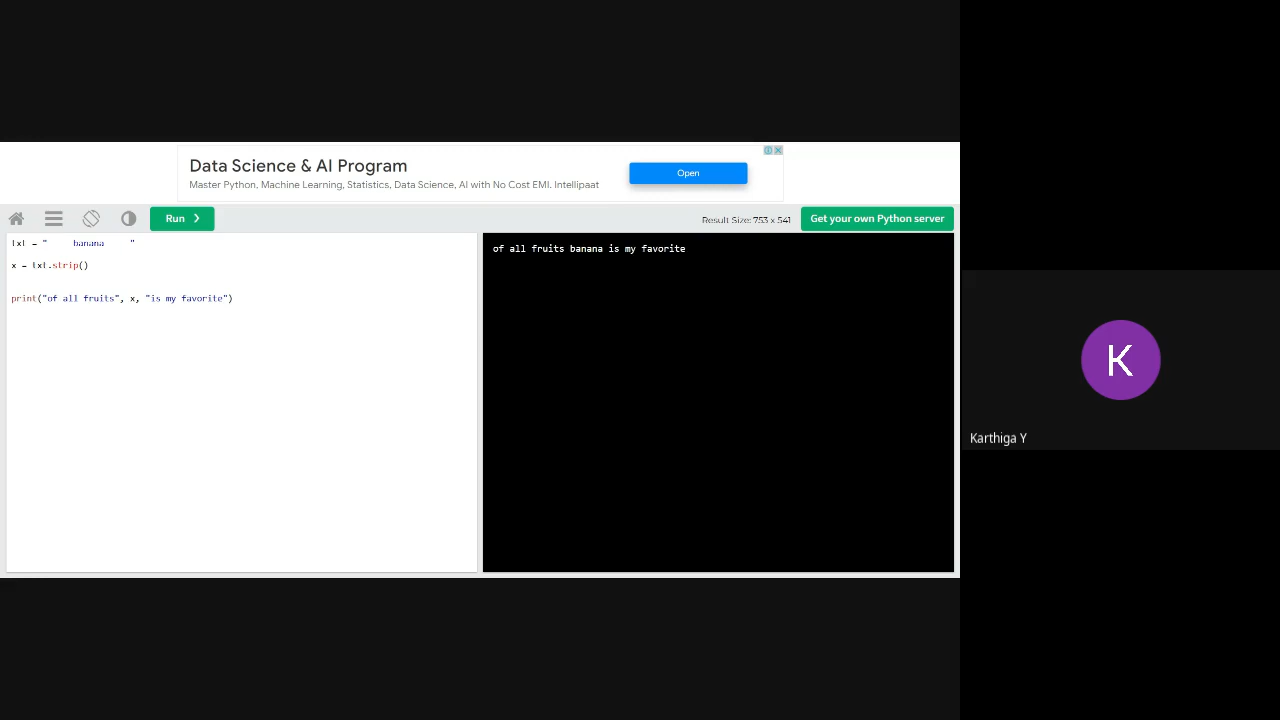 Data Science & AI Program
Master Python, Machine Learning, Statistics, Data Science, AI with No Cost EMI. Intellipaat
Open
Run
Result Size: 753 x 541
Get your own Python server
txt = "     banana     "
x = txt.strip()
print("of all fruits", x, "is my favorite")
of all fruits banana is my favorite
K
Karthiga Y